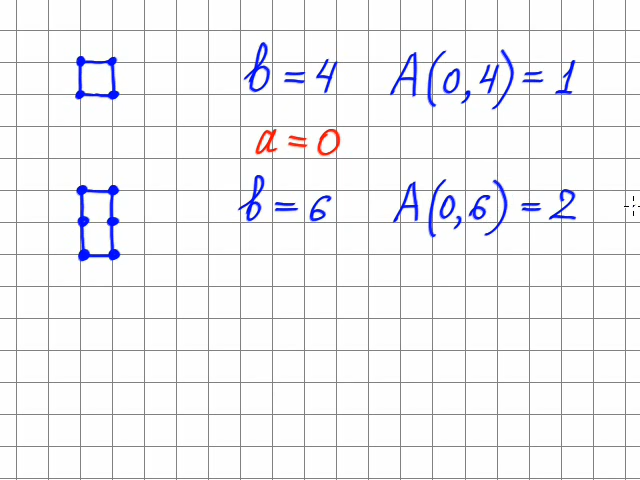 b = 4 A(0,4) = 1
a = 0
b = 6 A(0,6) = 2